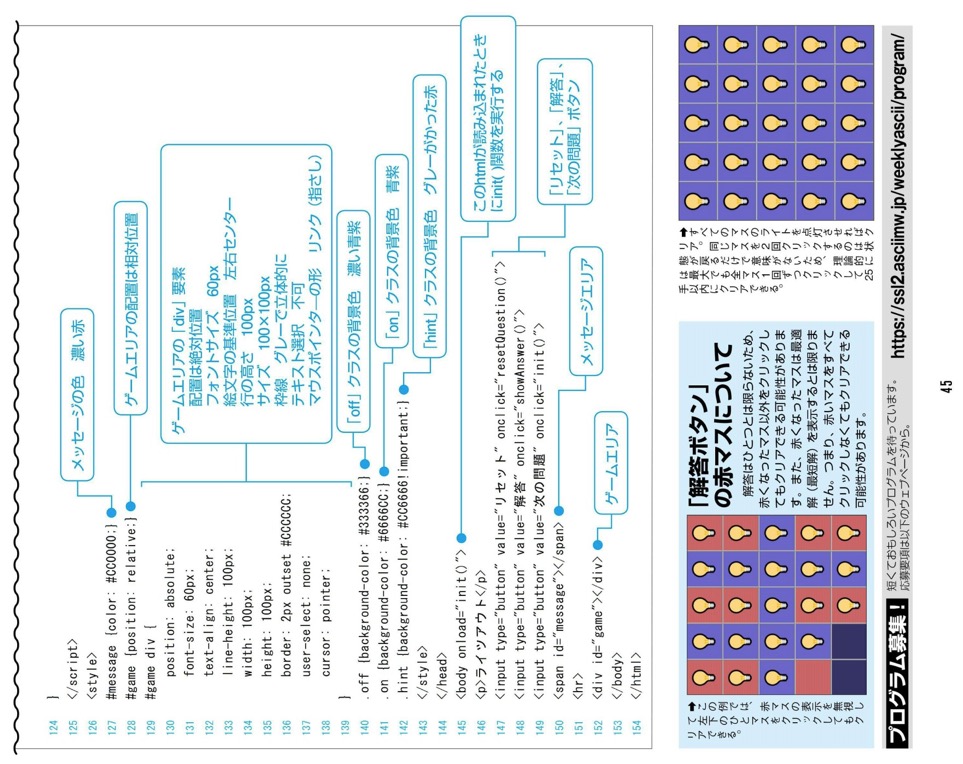 124 }
125 </script>
126 <style>
127 #message {color: #CC0000;}
メッセージの色　濃い赤
128 #game {position: relative;}
ゲームエリアの配置は相対位置
129 #game div {
130 position: absolute;
131 font-size: 60px;
132 text-align: center;
133 line-height: 100px;
134 width: 100px;
135 height: 100px;
136 border: 2px outset #CCCCCC;
137 user-select: none;
138 cursor: pointer;
ゲームエリアの「div」要素
配置は絶対位置
フォントサイズ　60px
絵文字の基準位置　左右センター
行の高さ　100px
サイズ　100×100px
枠線　グレーで立体的に
テキスト選択　不可
マウスポインターの形　リンク（指さし）
139 }
140 .off {background-color: #333366;}
「off」クラスの背景色　濃い青紫
141 .on {background-color: #6666CC;}
「on」クラスの背景色　青紫
142 .hint {background-color: #CC6666!important;}
「hint」クラスの背景色　グレーがかった赤
143 </style>
144 </head>
145 <body onload="init()">
このhtmlが読み込まれたとき
にinit( )関数を実行する
146 <p>ライツアウト</p>
147 <input type="button" value="リセット" onclick="resetQuestion()">
148 <input type="button" value="解答" onclick="showAnswer()">
149 <input type="button" value="次の問題" onclick="init()">
「リセット」、「解答」、
「次の問題」ボタン
150 <span id="message"></span>
メッセージエリア
151 <hr>
152 <div id="game"></div>
ゲームエリア
153 </body>
154 </html>
この例では、赤マスの表示を無視し
て左下のひとマスをクリックしてもク
リアできる。
「解答ボタン」
の赤マスについて
解答はひとつとは限らないため、
赤くなったマス以外をクリックし
てもクリアできる可能性がありま
す。また、赤くなったマスは最適
解（最短解）を表示するとは限りま
せん。つまり、赤いマスをすべて
クリックしなくてもクリアできる
可能性があります。
➡すべてのマスのライトを点灯させればク
リア。同じマスを2回クリックするのは状
態が戻るだけで意味がないため、理論的に
は最大でも全マス1回ずつクリックして25
手以内にクリアできる。
プログラム募集！
短くておもしろいプログラムを待っています。
応募要項は以下のウェブページから。
https://ssl2.asciimw.jp/weeklyascii/program/
45